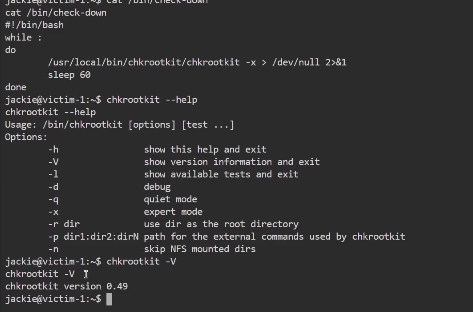 jackie@victim-1:~$ cat /bin/check-down
cat /bin/check-down
#!/bin/bash
while :
do
        /usr/local/bin/chkrootkit/chkrootkit -x > /dev/null 2>&1
        sleep 60
done
jackie@victim-1:~$ chkrootkit --help
chkrootkit --help
Usage: /bin/chkrootkit [options] [test ...]
Options:
        -h                show this help and exit
        -V                show version information and exit
        -l                show available tests and exit
        -d                debug
        -q                quiet mode
        -x                expert mode
        -r dir            use dir as the root directory
        -p dir1:dir2:dirN path for the external commands used by chkrootkit
        -n                skip NFS mounted dirs
jackie@victim-1:~$ chkrootkit -V
chkrootkit -V
chkrootkit version 0.49
jackie@victim-1:~$